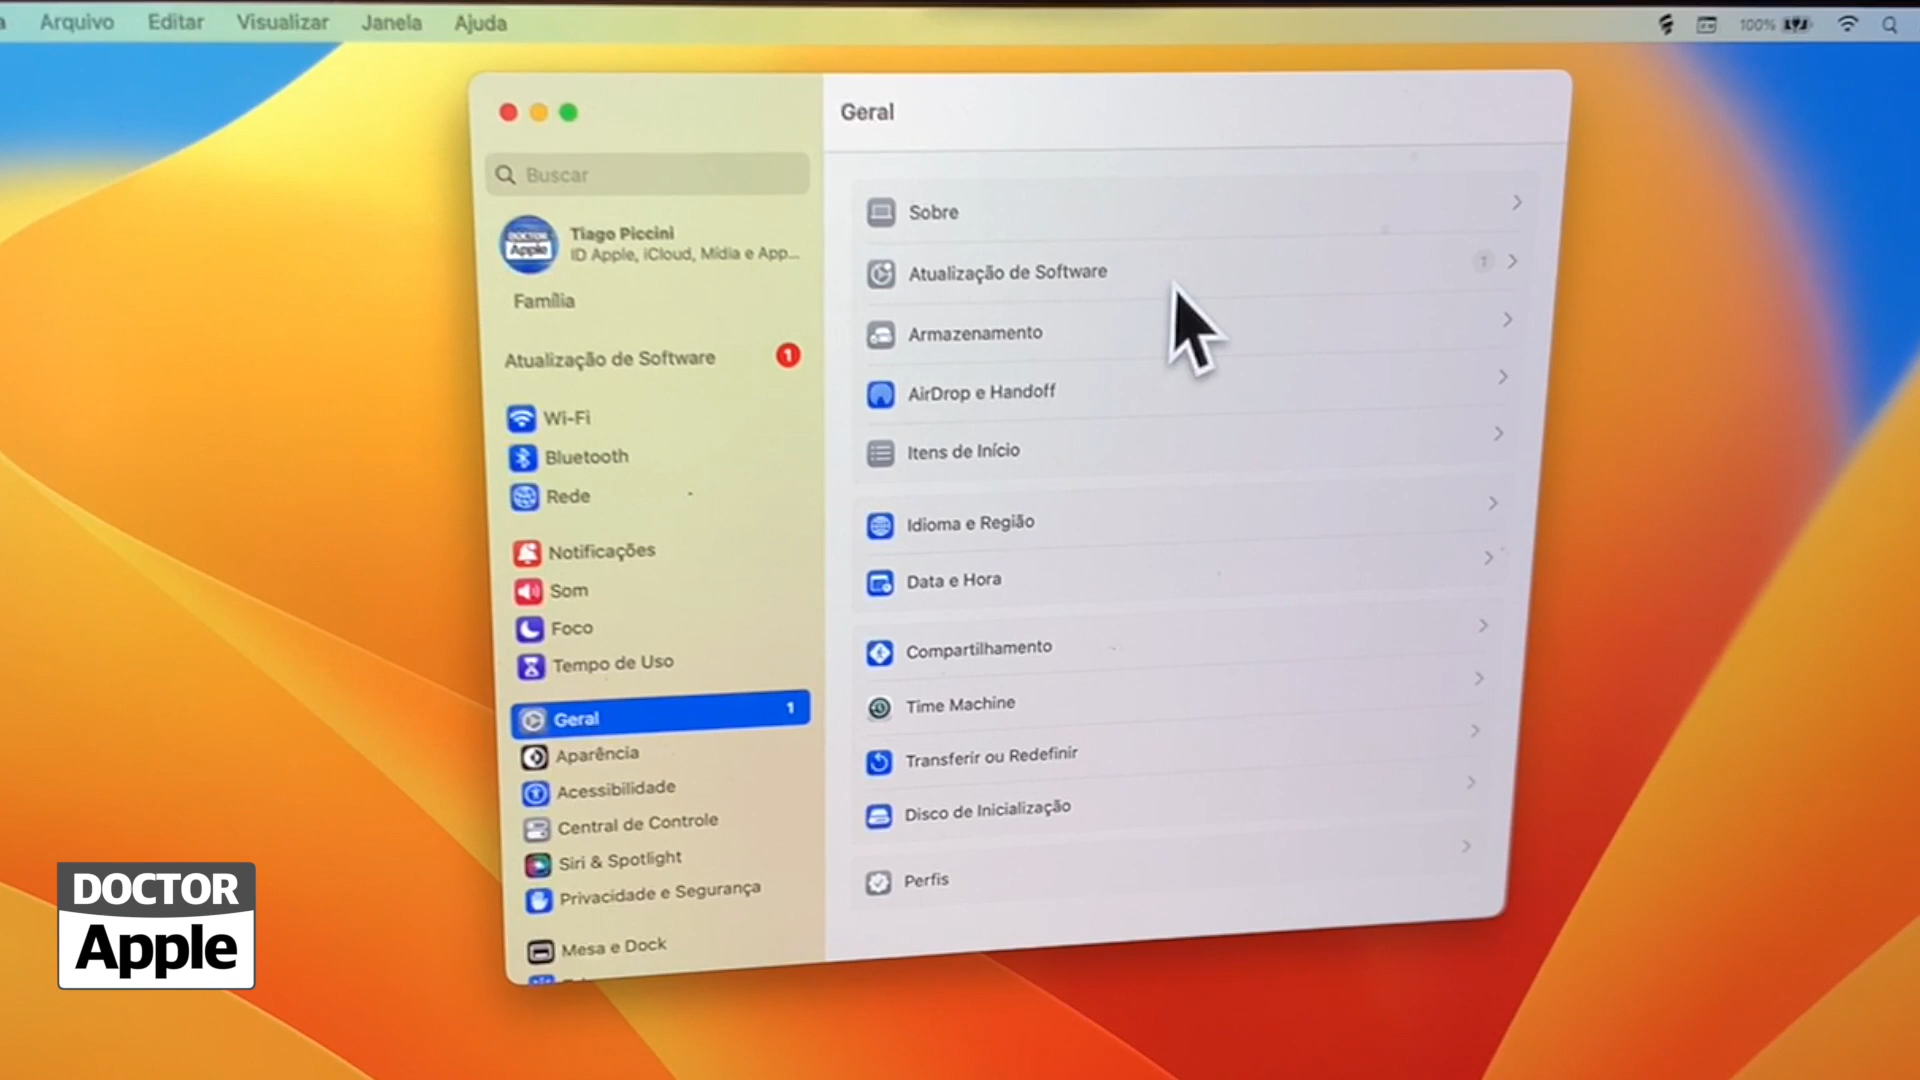 Arquivo Editar Visualizar Janela Ajuda
100%
Geral
Buscar
DOCTOR
Apple
Tiago Piccini
ID Apple, iCloud, Mídia e App...
Família
Atualização de Software 1
Wi-Fi
Bluetooth
Rede
Notificações
Som
Foco
Tempo de Uso
Geral 1
Aparência
Acessibilidade
Central de Controle
Siri & Spotlight
Privacidade e Segurança
Mesa e Dock
Sobre
Atualização de Software 1
Armazenamento
AirDrop e Handoff
Itens de Início
Idioma e Região
Data e Hora
Compartilhamento
Time Machine
Transferir ou Redefinir
Disco de Inicialização
Perfis
DOCTOR
Apple